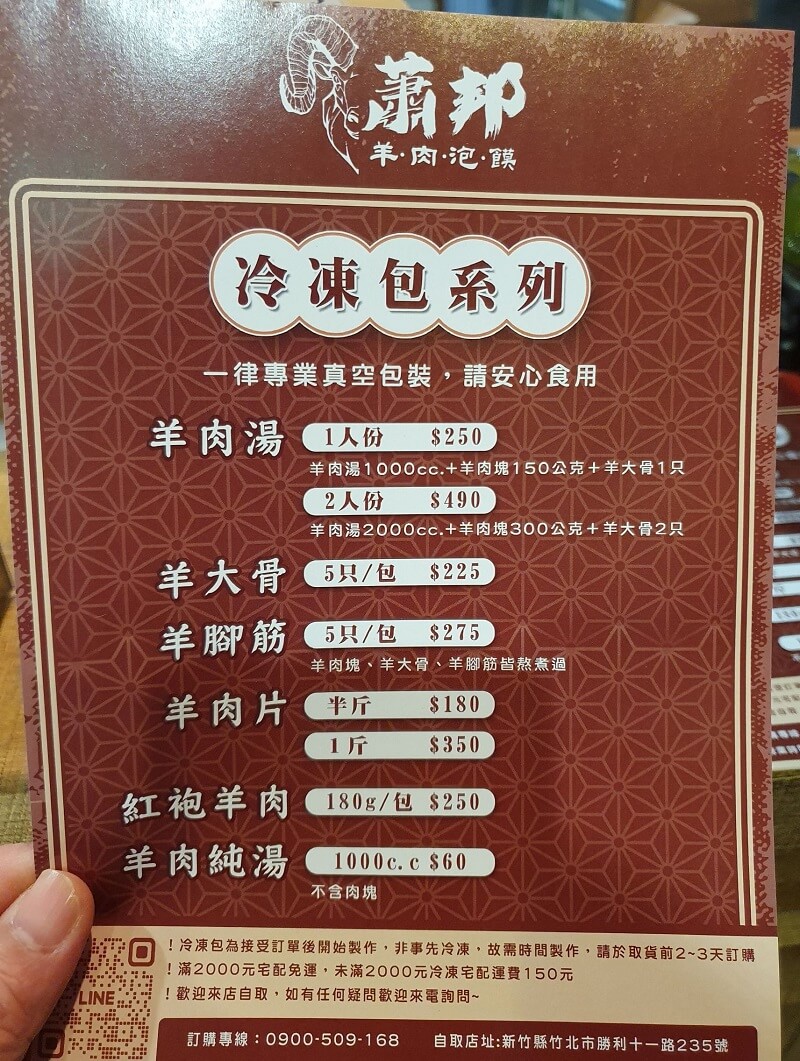 蕭邦
羊·肉·泡·饃
冷凍包系列
一律專業真空包裝，請安心食用
羊肉湯 1人份 $250
羊肉湯1000cc.+羊肉塊150公克+羊大骨1只
2人份 $490
羊肉湯2000cc.+羊肉塊300公克+羊大骨2只
羊大骨 5只/包 $225
羊腳筋 5只/包 $275
羊肉塊、羊大骨、羊腳筋皆熬煮過
羊肉片 半斤 $180
1斤 $350
紅袍羊肉 180g/包 $250
羊肉純湯 1000c.c $60
不含肉塊
！冷凍包為接受訂單後開始製作，非事先冷凍，故需時間製作，請於取貨前2~3天訂購
！滿2000元宅配免運，未滿2000元冷凍宅配運費150元
！歡迎來店自取，如有任何疑問歡迎來電詢問~
LINE
訂購專線：0900-509-168 自取店址:新竹縣竹北市勝利十一路235號